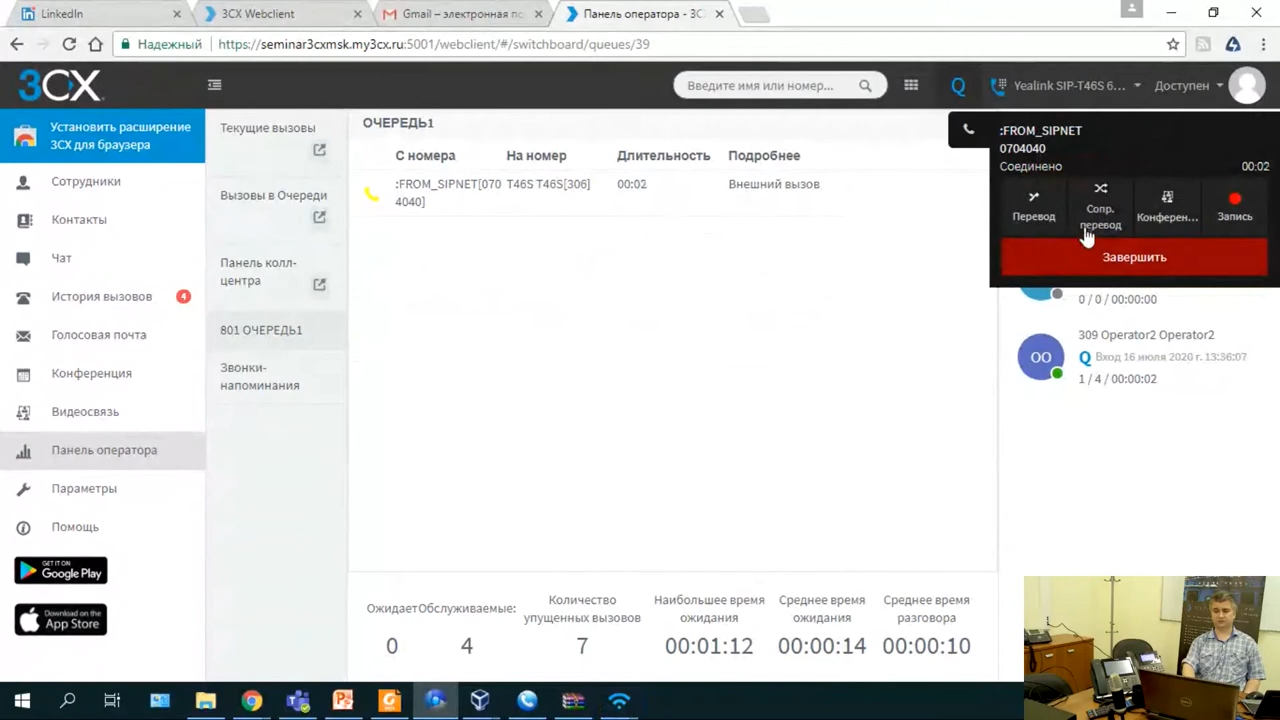 LinkedIn
3CX Webclient
Gmail – электронная по
Панель оператора - 3C
Надежный
https://seminar3cxmsk.my3cx.ru:5001/webclient/#/switchboard/queues/39
3CX
Введите имя или номер...
Q
Yealink SIP-T46S 6...
Доступен
Установить расширение
3CX для браузера
Сотрудники
Контакты
Чат
История вызовов
4
Голосовая почта
Конференция
Видеосвязь
Панель оператора
Параметры
Помощь
GET IT ON
Google Play
Download on the
App Store
Текущие вызовы
Вызовы в Очереди
Панель колл-
центра
801 ОЧЕРЕДЬ1
Звонки-
напоминания
ОЧЕРЕДЬ1
С номера На номер Длительность Подробнее
:FROM_SIPNET[070 T46S T46S[306] 00:02 Внешний вызов
4040]
:FROM_SIPNET
0704040
Соединено 00:02
Перевод
Сопр.
перевод
Конферен...
Запись
Завершить
0 / 0 / 00:00:00
OO
309 Operator2 Operator2
Q Вход 16 июля 2020 г. 13:36:07
1 / 4 / 00:00:02
Ожидает
0
Обслуживаемые:
4
Количество
упущенных вызовов
7
Наибольшее время
ожидания
00:01:12
Среднее время
ожидания
00:00:14
Среднее время
разговора
00:00:10